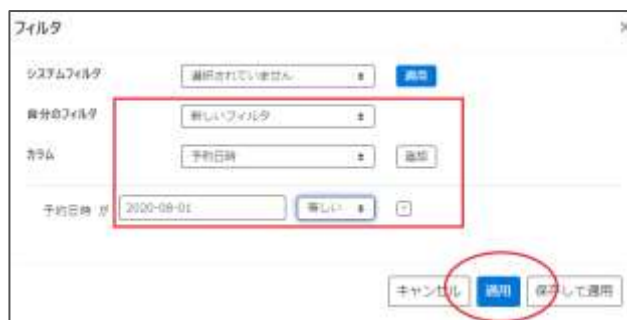 フィルタ
システムフィルタ 選択されていません 適用
自分のフィルタ 新しいフィルタ
カラム 予約日時 追加
予約日時 が 2020-08-01 等しい
キャンセル 適用 保存して適用